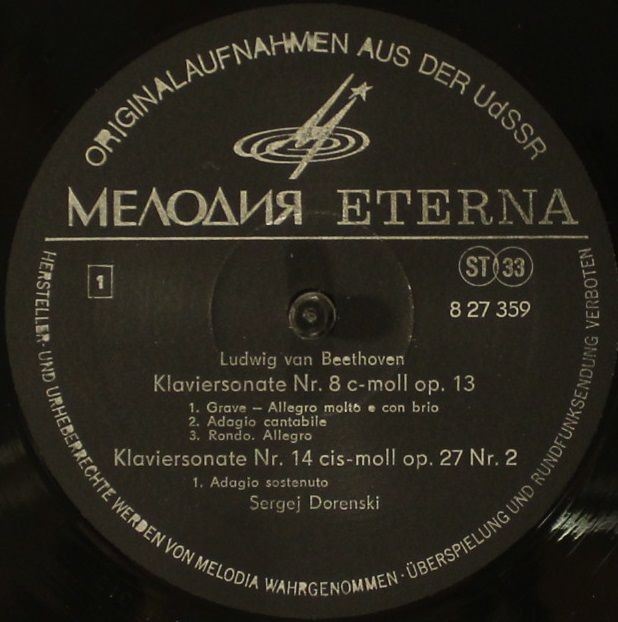 ORIGINALAUFNAHMEN AUS DER UdSSR
МЕЛОДИЯ ETERNA
1
ST 33
8 27 359
Ludwig van Beethoven
Klaviersonate Nr. 8 c-moll op. 13
1. Grave – Allegro molto e con brio
2. Adagio cantabile
3. Rondo. Allegro
Klaviersonate Nr. 14 cis-moll op. 27 Nr. 2
1. Adagio sostenuto
Sergej Dorenski
HERSTELLER- UND URHEBERRECHTE WERDEN VON MELODIA WAHRGENOMMEN · ÜBERSPIELUNG UND RUNDFUNKSENDUNG VERBOTEN